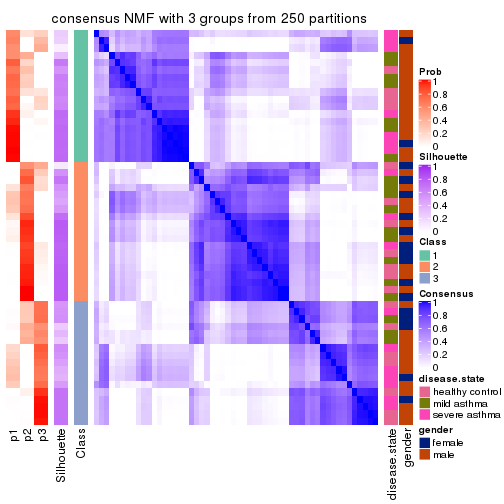 consensus NMF with 3 groups from 250 partitions
Prob
1
0.8
0.6
0.4
0.2
0
Silhouette
1
0.8
0.6
0.4
0.2
0
Class
1
2
3
Consensus
1
0.8
0.6
0.4
0.2
0
disease.state
healthy control
mild asthma
severe asthma
gender
female
male
p1
p2
p3
Silhouette
Class
disease.state
gender